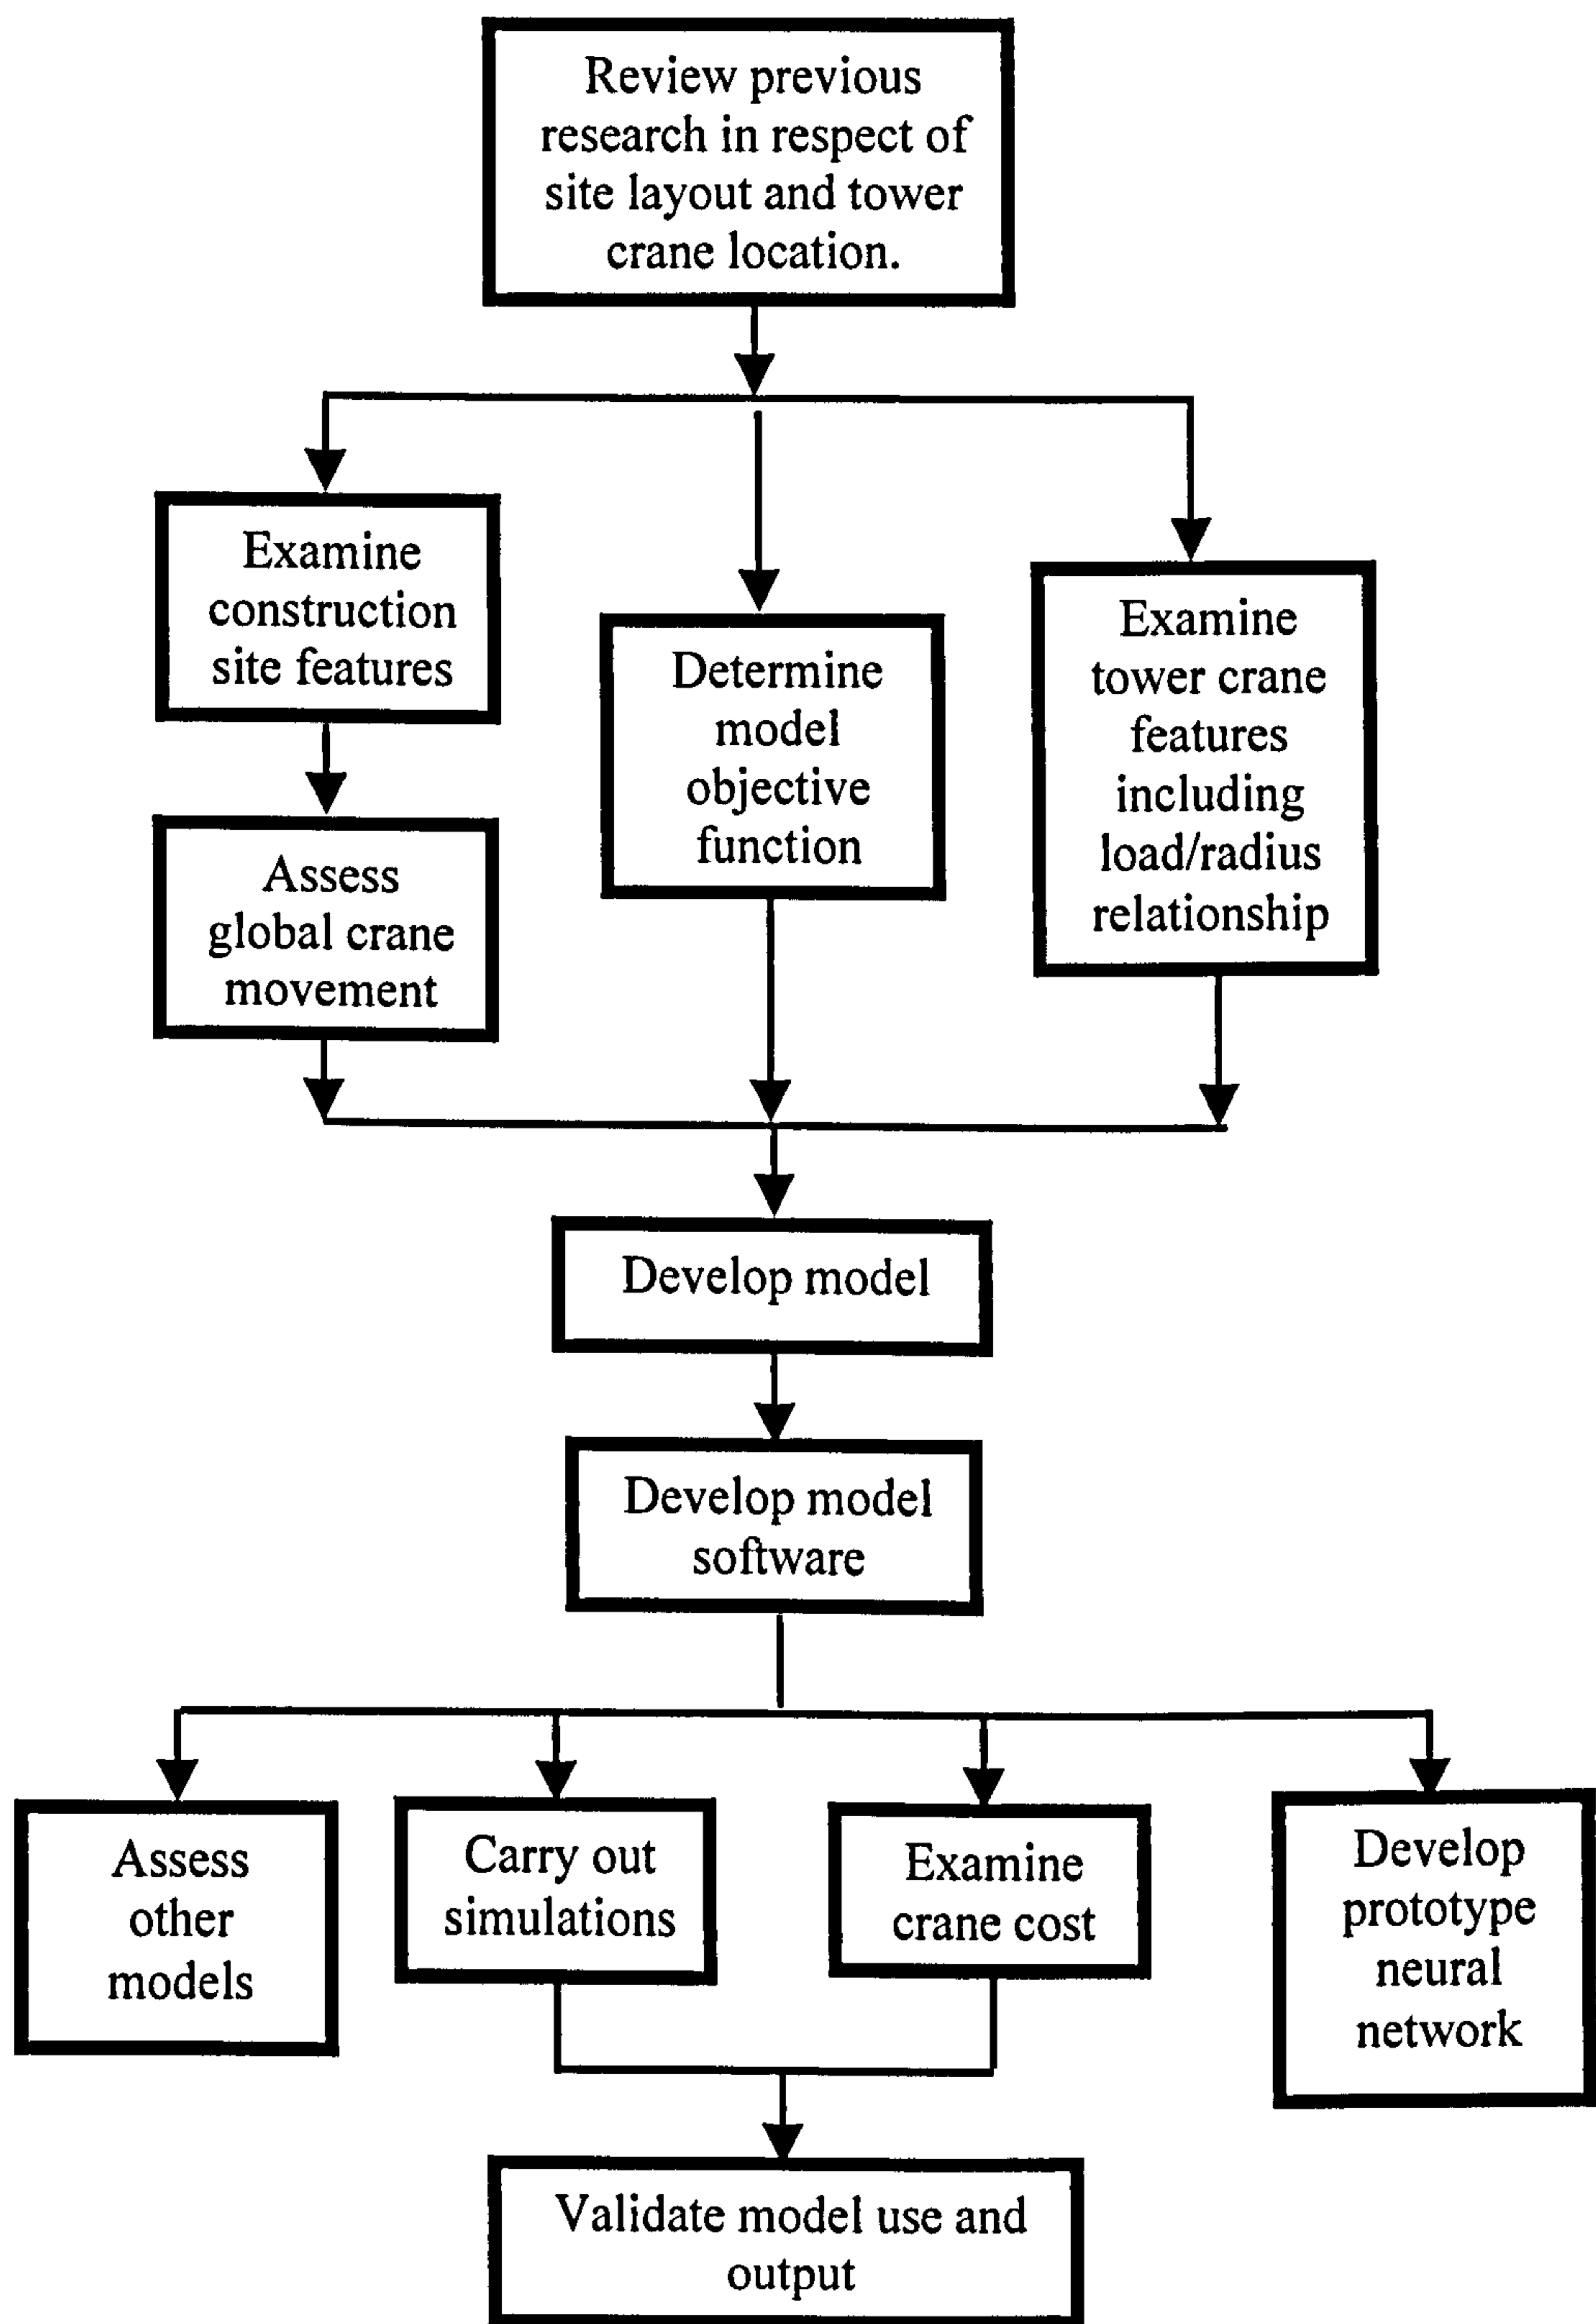 Review previous
research in respect of
site layout and tower
crane location.
Examine
construction
site features
Determine
model
objective
function
Examine
tower crane
features
including
load/radius
relationship
Assess
global crane
movement
Develop model
Develop model
software
Assess
other
models
Carry out
simulations
Examine
crane cost
Develop
prototype
neural
network
Validate model use and
output